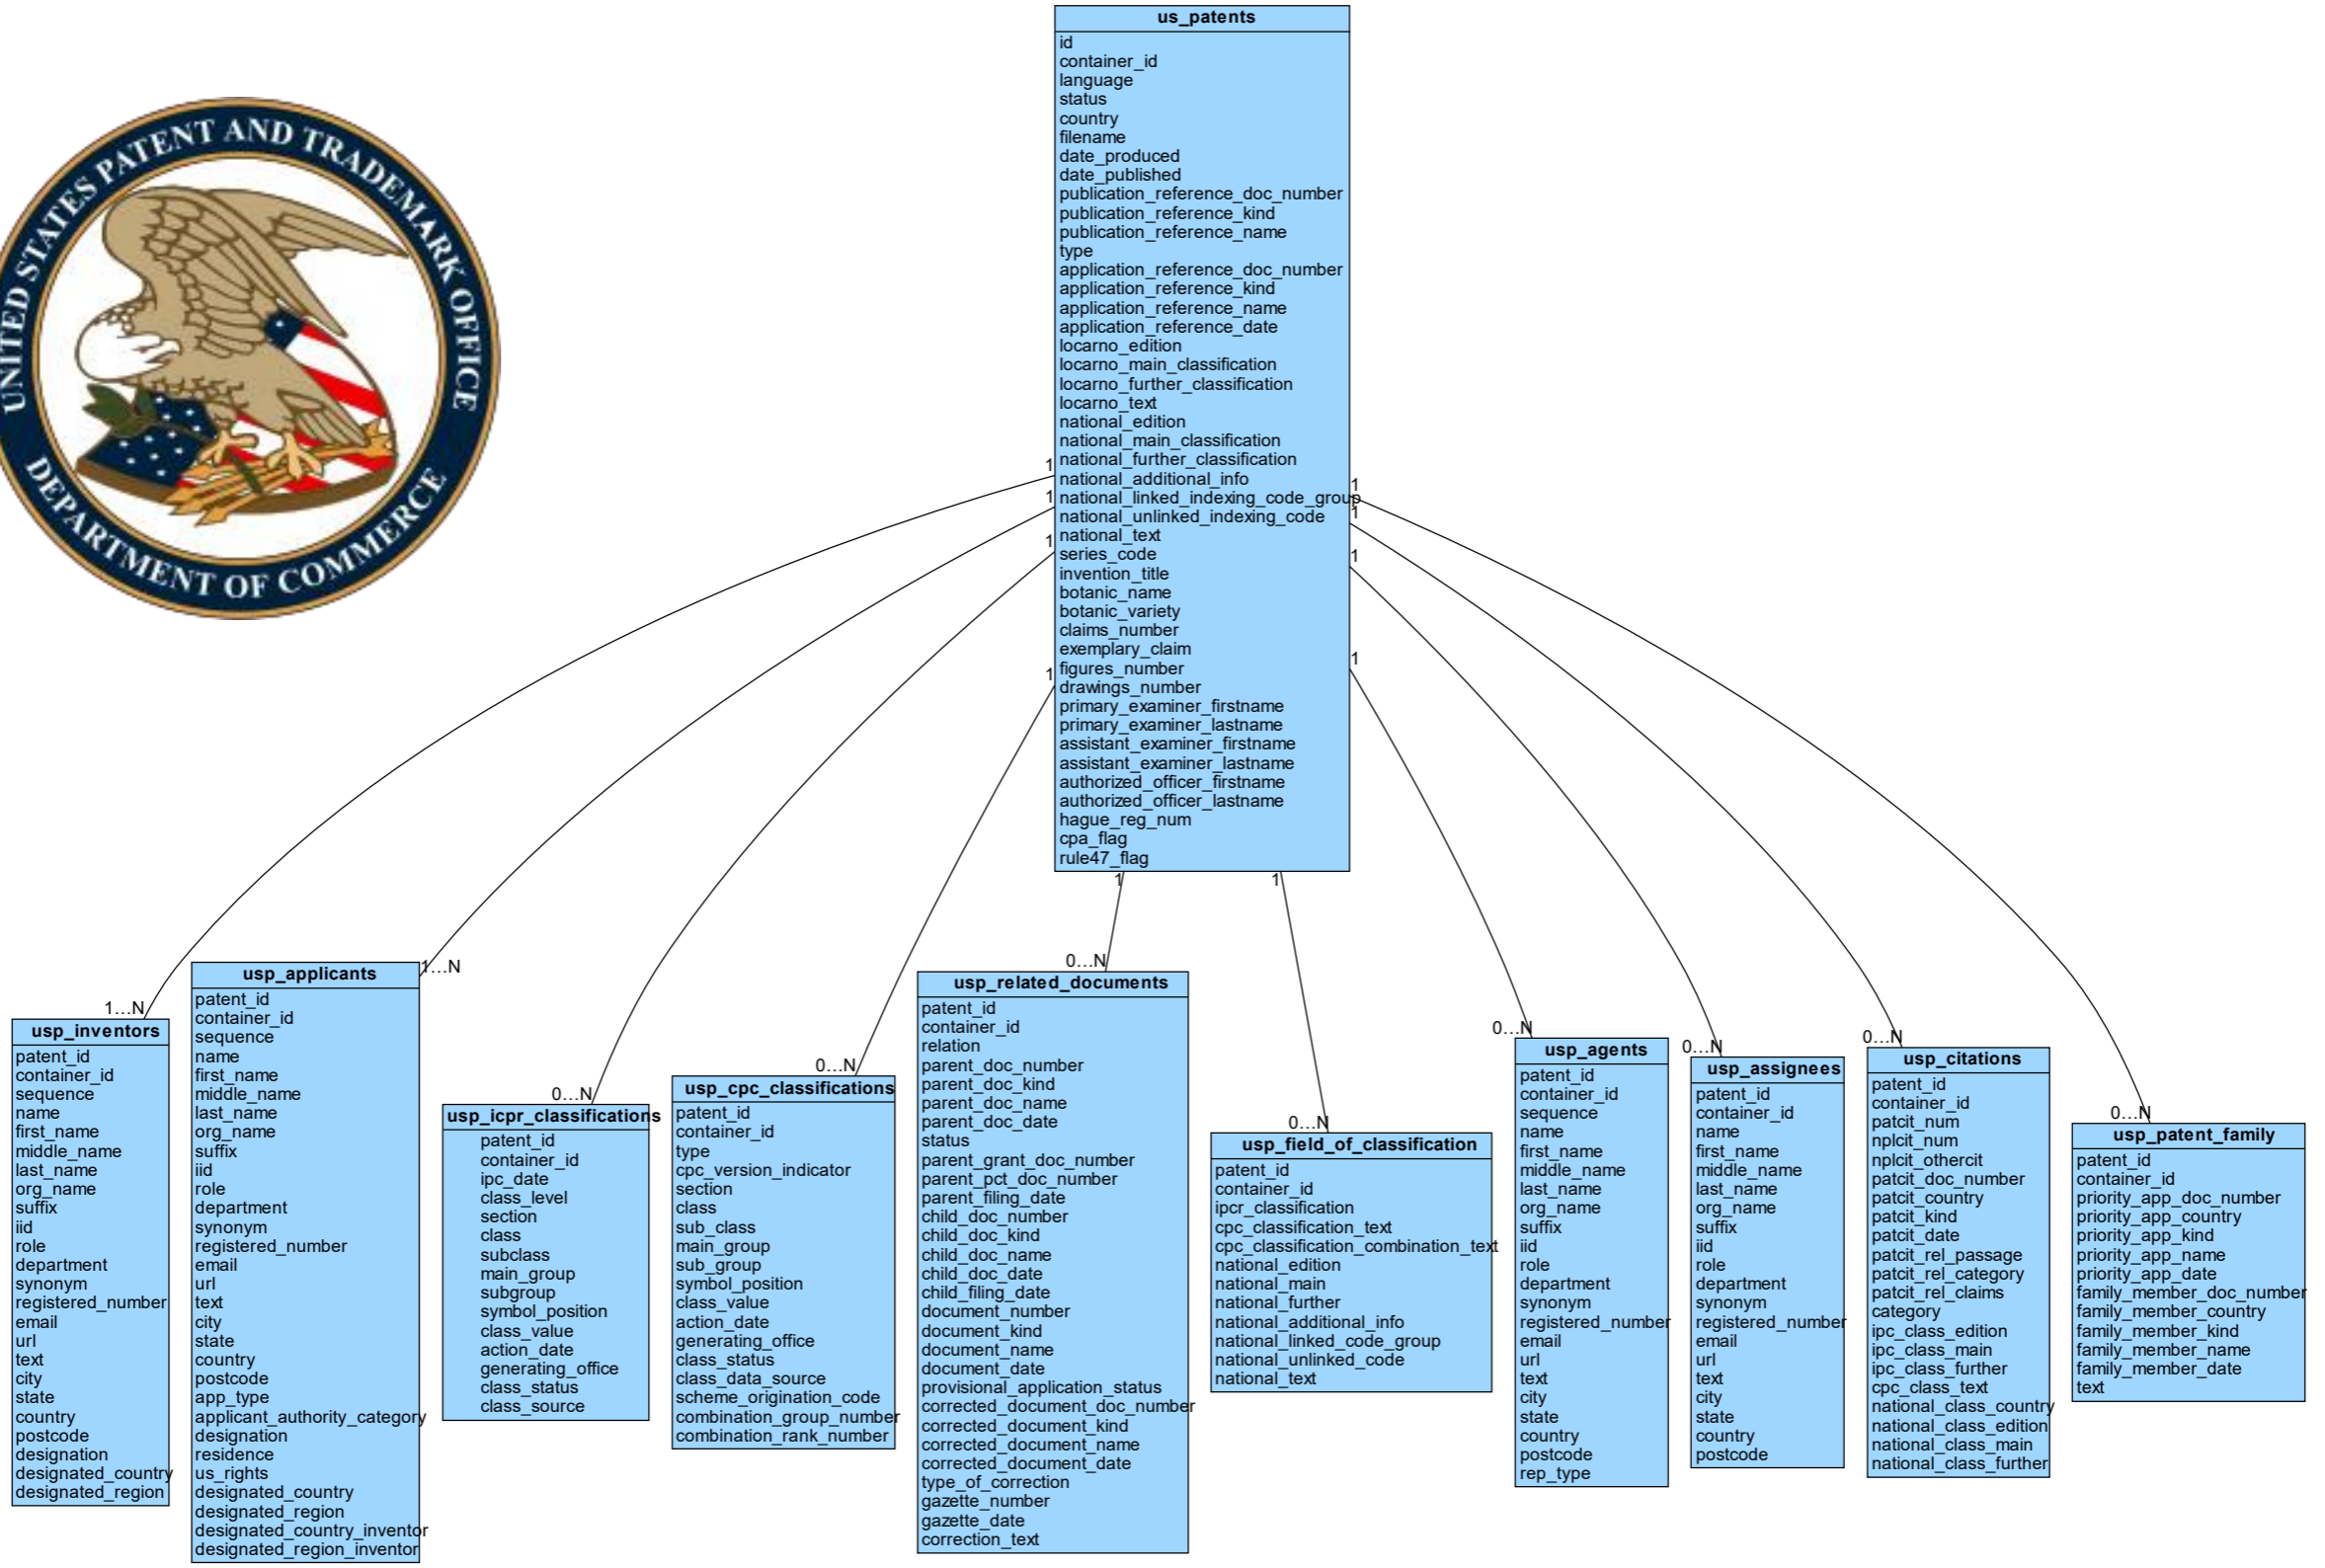 UNITED STATES PATENT AND TRADEMARK OFFICE
DEPARTMENT OF COMMERCE
us_patents
id
container_id
language
status
country
filename
date_produced
date_published
publication_reference_doc_number
publication_reference_kind
publication_reference_name
type
application_reference_doc_number
application_reference_kind
application_reference_name
application_reference_date
locarno_edition
locarno_main_classification
locarno_further_classification
locarno_text
national_edition
national_main_classification
national_further_classification
national_additional_info
national_linked_indexing_code_group
national_unlinked_indexing_code
national_text
series_code
invention_title
botanic_name
botanic_variety
claims_number
exemplary_claim
figures_number
drawings_number
primary_examiner_firstname
primary_examiner_lastname
assistant_examiner_firstname
assistant_examiner_lastname
authorized_officer_firstname
authorized_officer_lastname
hague_reg_num
cpa_flag
rule47_flag
1
1
1
1
1
1
1
1
1
1
1...N
usp_inventors
patent_id
container_id
sequence
name
first_name
middle_name
last_name
org_name
suffix
iid
role
department
synonym
registered_number
email
url
text
city
state
country
postcode
designation
designated_country
designated_region
1...N
usp_applicants
patent_id
container_id
sequence
name
first_name
middle_name
last_name
org_name
suffix
iid
role
department
synonym
registered_number
email
url
text
city
state
country
postcode
app_type
applicant_authority_category
designation
residence
us_rights
designated_country
designated_region
designated_country_inventor
designated_region_inventor
0...N
usp_icpr_classifications
patent_id
container_id
ipc_date
class_level
section
class
subclass
main_group
subgroup
symbol_position
class_value
action_date
generating_office
class_status
class_source
0...N
usp_cpc_classifications
patent_id
container_id
type
cpc_version_indicator
section
class
sub_class
main_group
sub_group
symbol_position
class_value
action_date
generating_office
class_status
class_data_source
scheme_origination_code
combination_group_number
combination_rank_number
0...N
usp_related_documents
patent_id
container_id
relation
parent_doc_number
parent_doc_kind
parent_doc_name
parent_doc_date
status
parent_grant_doc_number
parent_pct_doc_number
parent_filing_date
child_doc_number
child_doc_kind
child_doc_name
child_doc_date
child_filing_date
document_number
document_kind
document_name
document_date
provisional_application_status
corrected_document_doc_number
corrected_document_kind
corrected_document_name
corrected_document_date
type_of_correction
gazette_number
gazette_date
correction_text
0...N
usp_field_of_classification
patent_id
container_id
ipcr_classification
cpc_classification_text
cpc_classification_combination_text
national_edition
national_main
national_further
national_additional_info
national_linked_code_group
national_unlinked_code
national_text
0...N
usp_agents
patent_id
container_id
sequence
name
first_name
middle_name
last_name
org_name
suffix
iid
role
department
synonym
registered_number
email
url
text
city
state
country
postcode
rep_type
0...N
usp_assignees
patent_id
container_id
name
first_name
middle_name
last_name
org_name
suffix
iid
role
department
synonym
registered_number
email
url
text
city
state
country
postcode
0...N
usp_citations
patent_id
container_id
patcit_num
nplcit_num
nplcit_othercit
patcit_doc_number
patcit_country
patcit_kind
patcit_date
patcit_rel_passage
patcit_rel_category
patcit_rel_claims
category
ipc_class_edition
ipc_class_main
ipc_class_further
cpc_class_text
national_class_country
national_class_edition
national_class_main
national_class_further
0...N
usp_patent_family
patent_id
container_id
priority_app_doc_number
priority_app_country
priority_app_kind
priority_app_name
priority_app_date
family_member_doc_number
family_member_country
family_member_kind
family_member_name
family_member_date
text